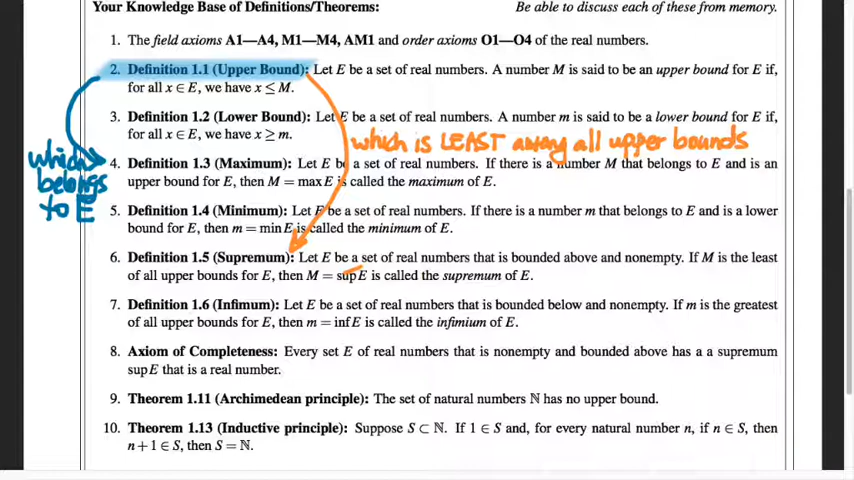 Your Knowledge Base of Definitions/Theorems: Be able to discuss each of these from memory.
1. The field axioms A1—A4, M1—M4, AM1 and order axioms O1—O4 of the real numbers.
2. Definition 1.1 (Upper Bound): Let E be a set of real numbers. A number M is said to be an upper bound for E if,
for all x ∈ E, we have x ≤ M.
3. Definition 1.2 (Lower Bound): Let E be a set of real numbers. A number m is said to be a lower bound for E if,
for all x ∈ E, we have x ≥ m.
which is LEAST among all upper bounds
which
belongs
to E
4. Definition 1.3 (Maximum): Let E be a set of real numbers. If there is a number M that belongs to E and is an
upper bound for E, then M = max E is called the maximum of E.
5. Definition 1.4 (Minimum): Let E be a set of real numbers. If there is a number m that belongs to E and is a lower
bound for E, then m = min E is called the minimum of E.
6. Definition 1.5 (Supremum): Let E be a set of real numbers that is bounded above and nonempty. If M is the least
of all upper bounds for E, then M = sup E is called the supremum of E.
7. Definition 1.6 (Infimum): Let E be a set of real numbers that is bounded below and nonempty. If m is the greatest
of all upper bounds for E, then m = inf E is called the infimium of E.
8. Axiom of Completeness: Every set E of real numbers that is nonempty and bounded above has a a supremum
sup E that is a real number.
9. Theorem 1.11 (Archimedean principle): The set of natural numbers ℕ has no upper bound.
10. Theorem 1.13 (Inductive principle): Suppose S ⊂ ℕ. If 1 ∈ S and, for every natural number n, if n ∈ S, then
n + 1 ∈ S, then S = ℕ.